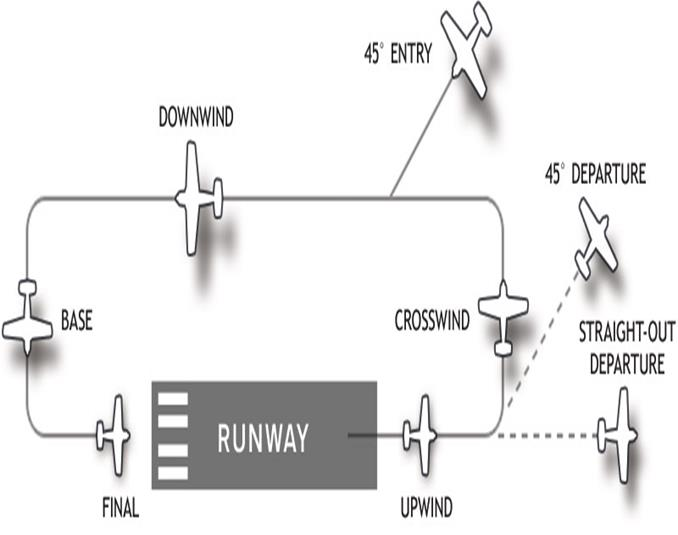 45° ENTRY
DOWNWIND
45° DEPARTURE
BASE
CROSSWIND
STRAIGHT-OUT
DEPARTURE
RUNWAY
FINAL
UPWIND